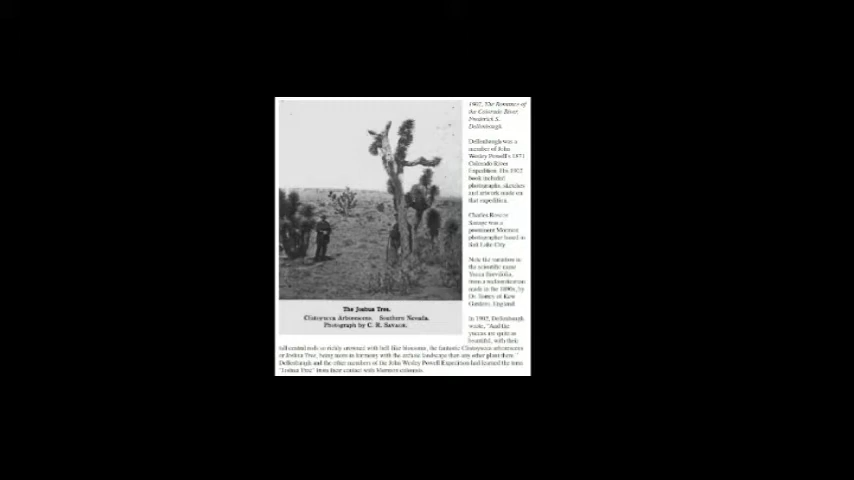 1902, The Romance of
the Colorado River,
Frederick S.
Dellenbaugh
Dellenbaugh was a
member of John
Wesley Powell's 1871
Colorado River
Expedition. His 1902
book included
photographs, sketches
and artwork made on
that expedition.
Charles Roscoe
Savage was a
prominent Mormon
photographer based in
Salt Lake City.
Note the variation in
the scientific name
Yucca Brevifolia,
from a
made in the 1890s, by
Dr. of Kew
Gardens, England
In 1902, Dellenbaugh
wrote, "And the
yuccas are quite as
beautiful, with their
tall central rods so richly crowned with bell-like blossoms, the fantastic Clistoyucca arborescens
or Joshua Tree, being more in harmony with the archaic landscape than any other plant there."
Dellenbaugh and the other members of the John Wesley Powell Expedition had learned the term
"Joshua Tree" from their contact with Mormon colonists.
The Joshua Tree.
Clistoyucca Arborescens. Southern Nevada.
Photograph by C. R. Savage.